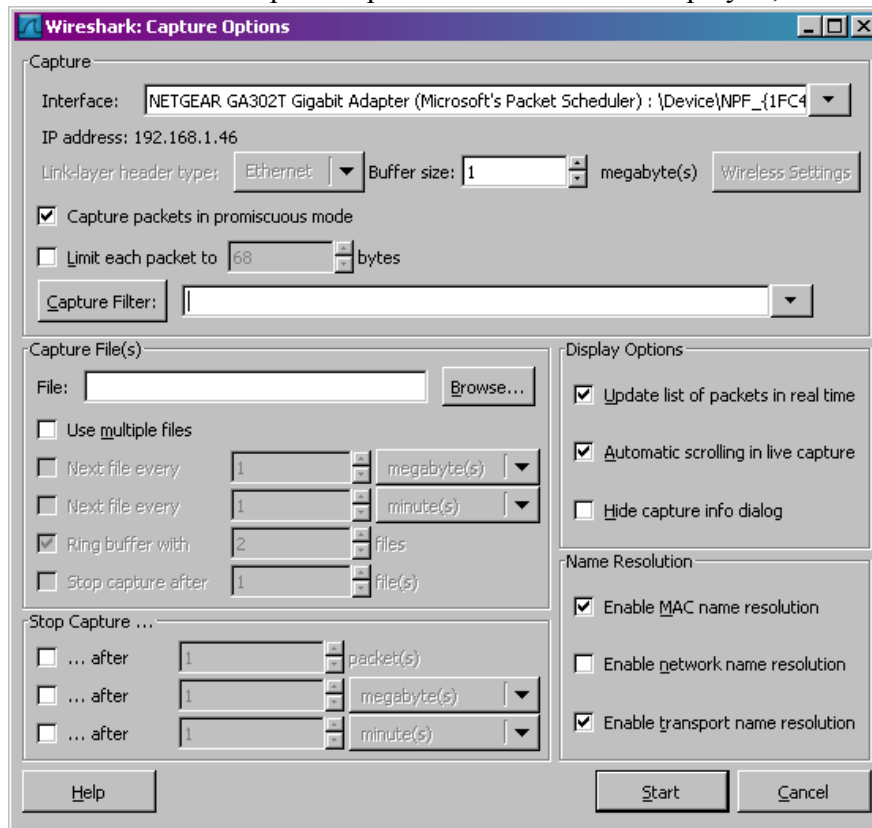 Wireshark: Capture Options
Capture
Interface: NETGEAR GA302T Gigabit Adapter (Microsoft's Packet Scheduler) : \Device\NPF_{1FC4
IP address: 192.168.1.46
Link-layer header type: Ethernet Buffer size: 1 megabyte(s) Wireless Settings
Capture packets in promiscuous mode
Limit each packet to 68 bytes
Capture Filter:
Capture File(s)
File: Browse...
Use multiple files
Next file every 1 megabyte(s)
Next file every 1 minute(s)
Ring buffer with 2 files
Stop capture after 1 file(s)
Stop Capture ...
... after 1 packet(s)
... after 1 megabyte(s)
... after 1 minute(s)
Display Options
Update list of packets in real time
Automatic scrolling in live capture
Hide capture info dialog
Name Resolution
Enable MAC name resolution
Enable network name resolution
Enable transport name resolution
Help Start Cancel